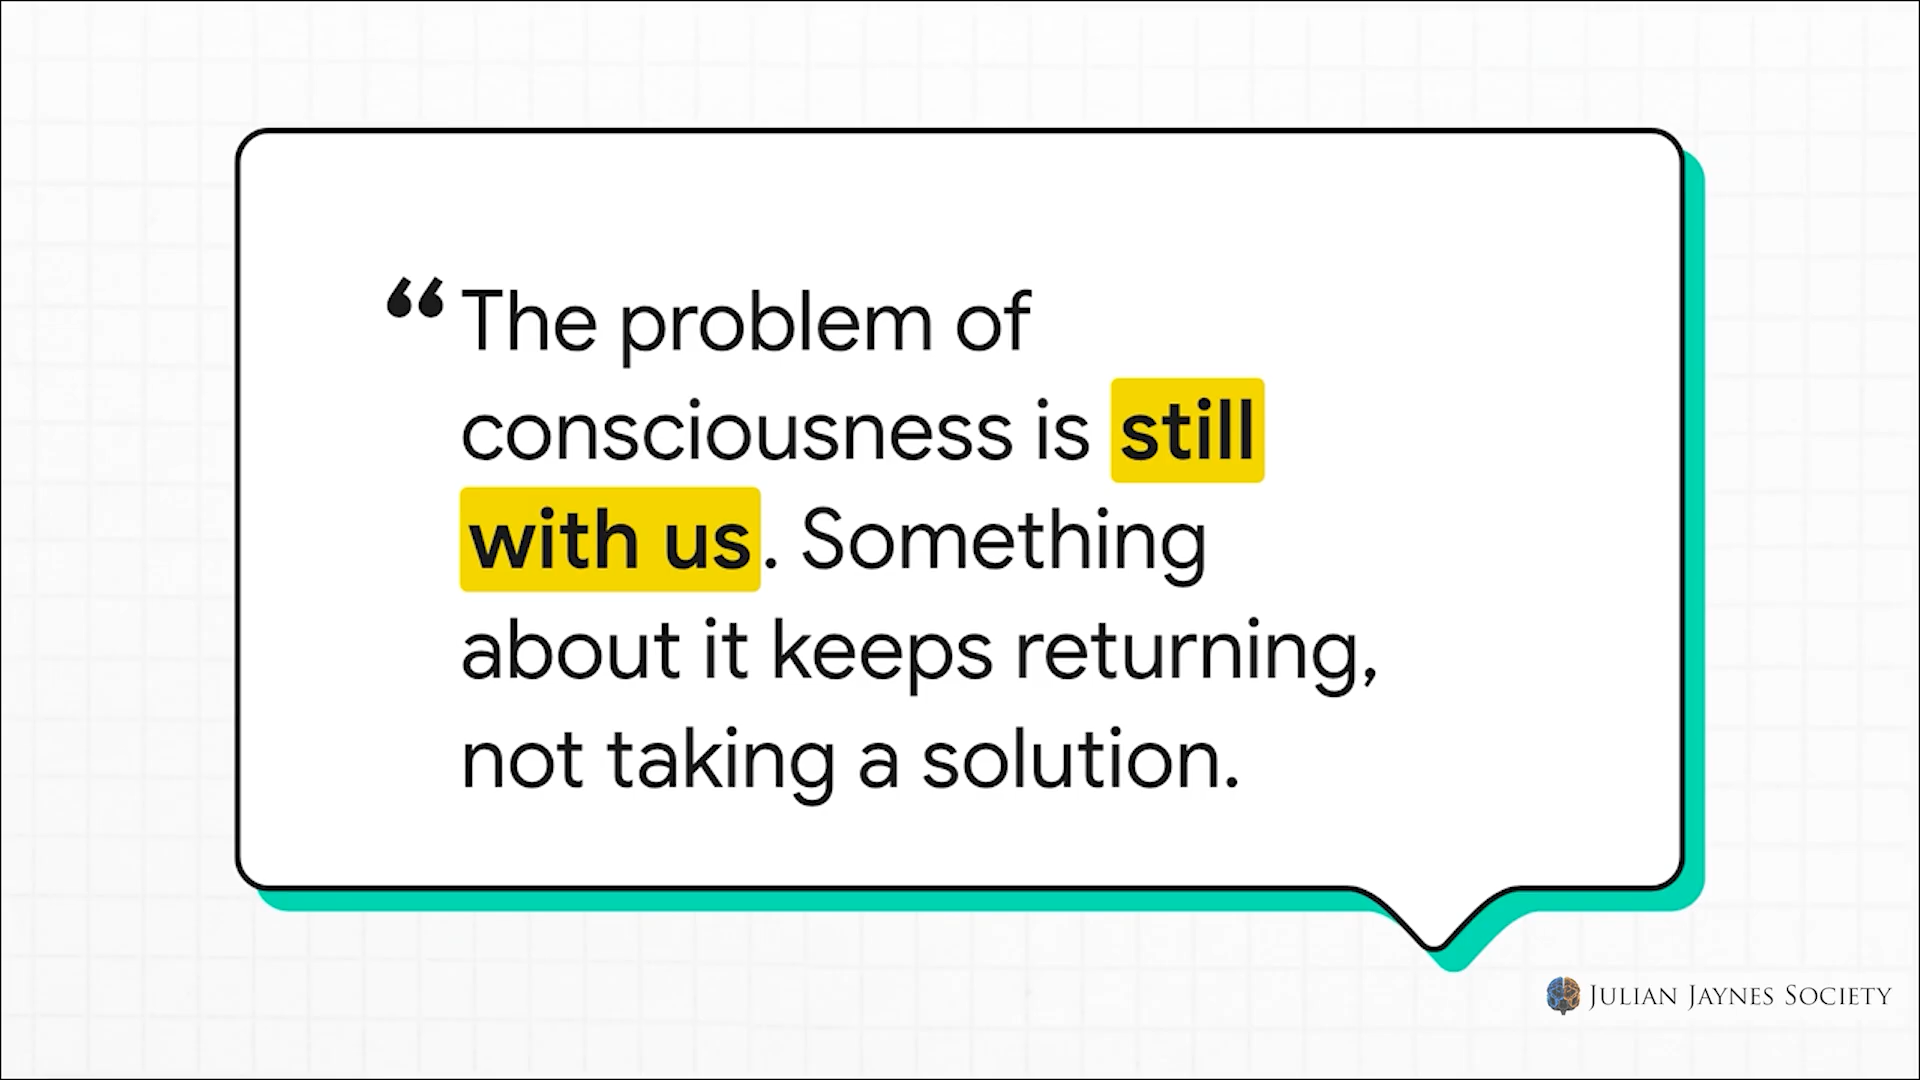 “The problem of
consciousness is still
with us. Something
about it keeps returning,
not taking a solution.
JULIAN JAYNES SOCIETY